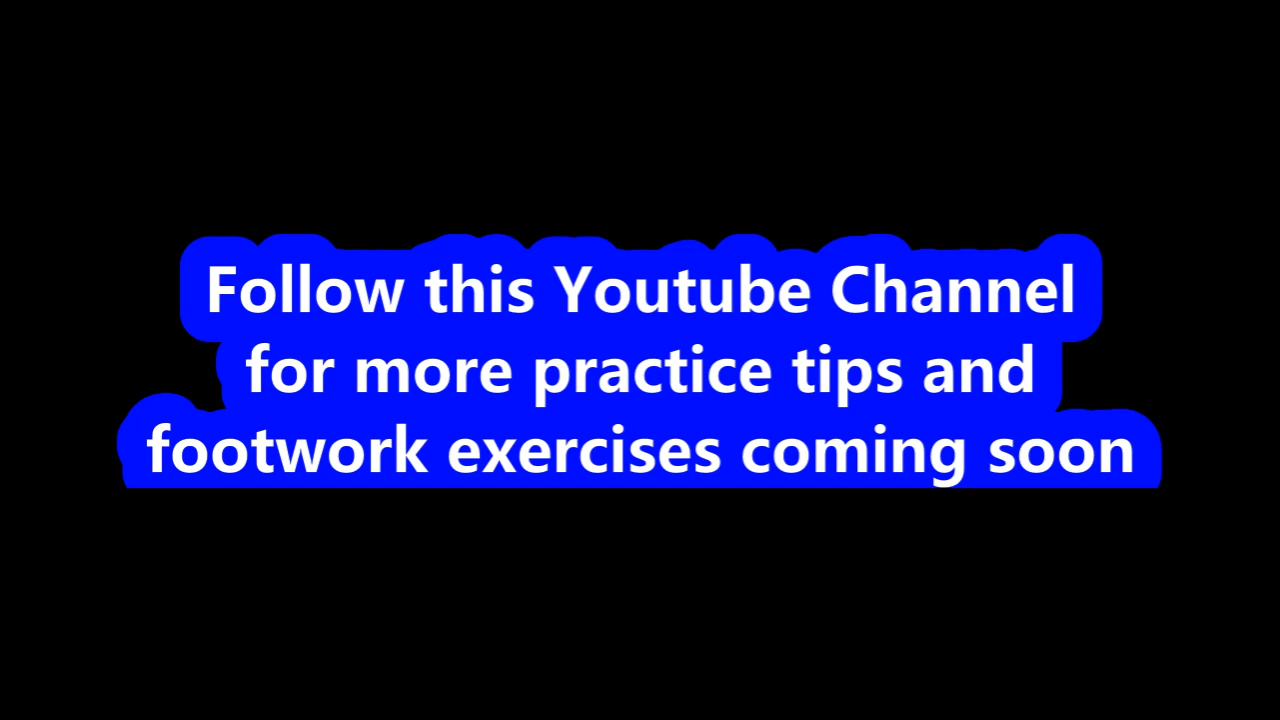 Follow this Youtube Channel
for more practice tips and
footwork exercises coming soon